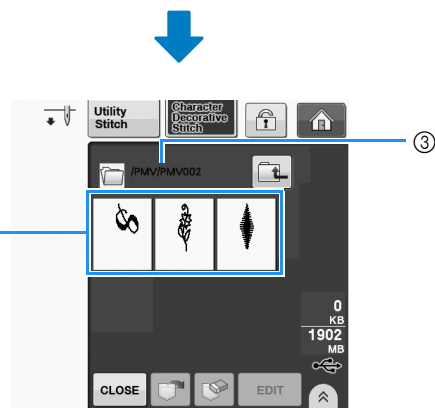 Utility
Stitch
Character
Decorative
Stitch
③
/PMV/PMV002
0
KB
1902
MB
CLOSE
EDIT